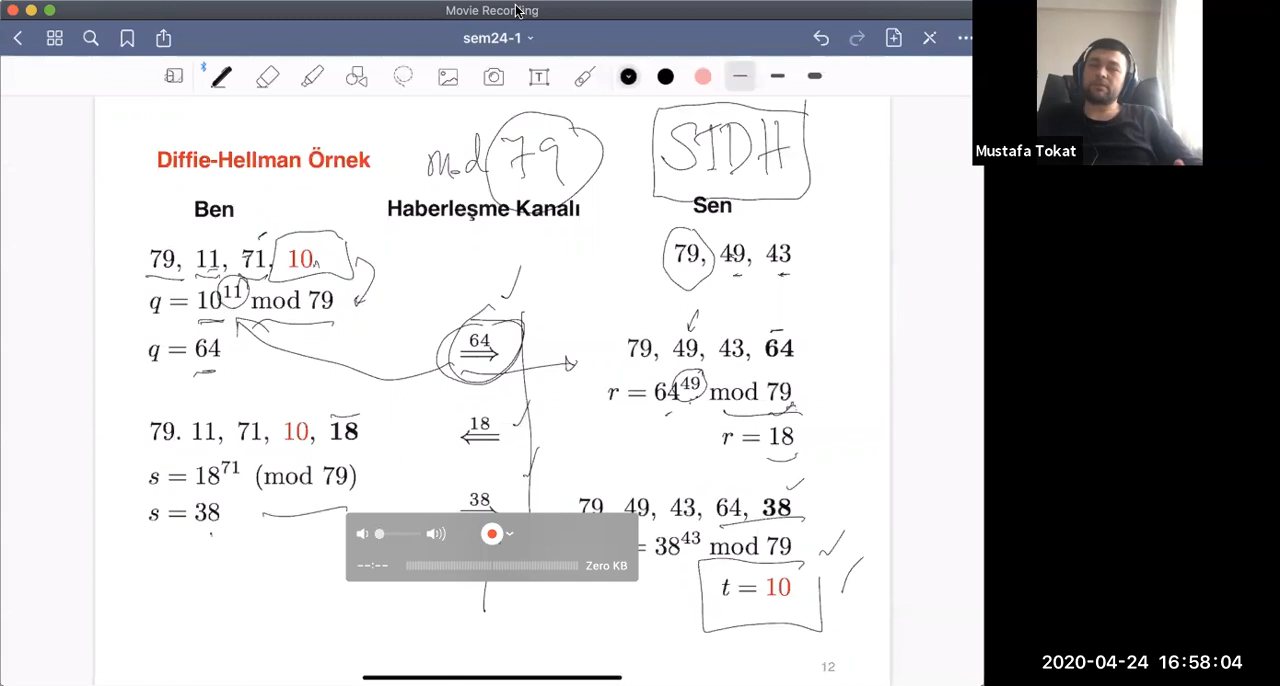 Movie Recording
sem24-1
Mustafa Tokat
Diffie-Hellman Örnek
mod 79
STDH
Ben
Haberleşme Kanalı
Sen
79, 11, 71, 10
79, 49, 43
q = 10^11 mod 79
64
q = 64
79, 49, 43, 64
r = 64^49 mod 79
18
79. 11, 71, 10, 18
r = 18
s = 18^71 (mod 79)
38
79 49, 43, 64, 38
s = 38
= 38^43 mod 79
--:--
Zero KB
t = 10
12
2020-04-24 16:58:04